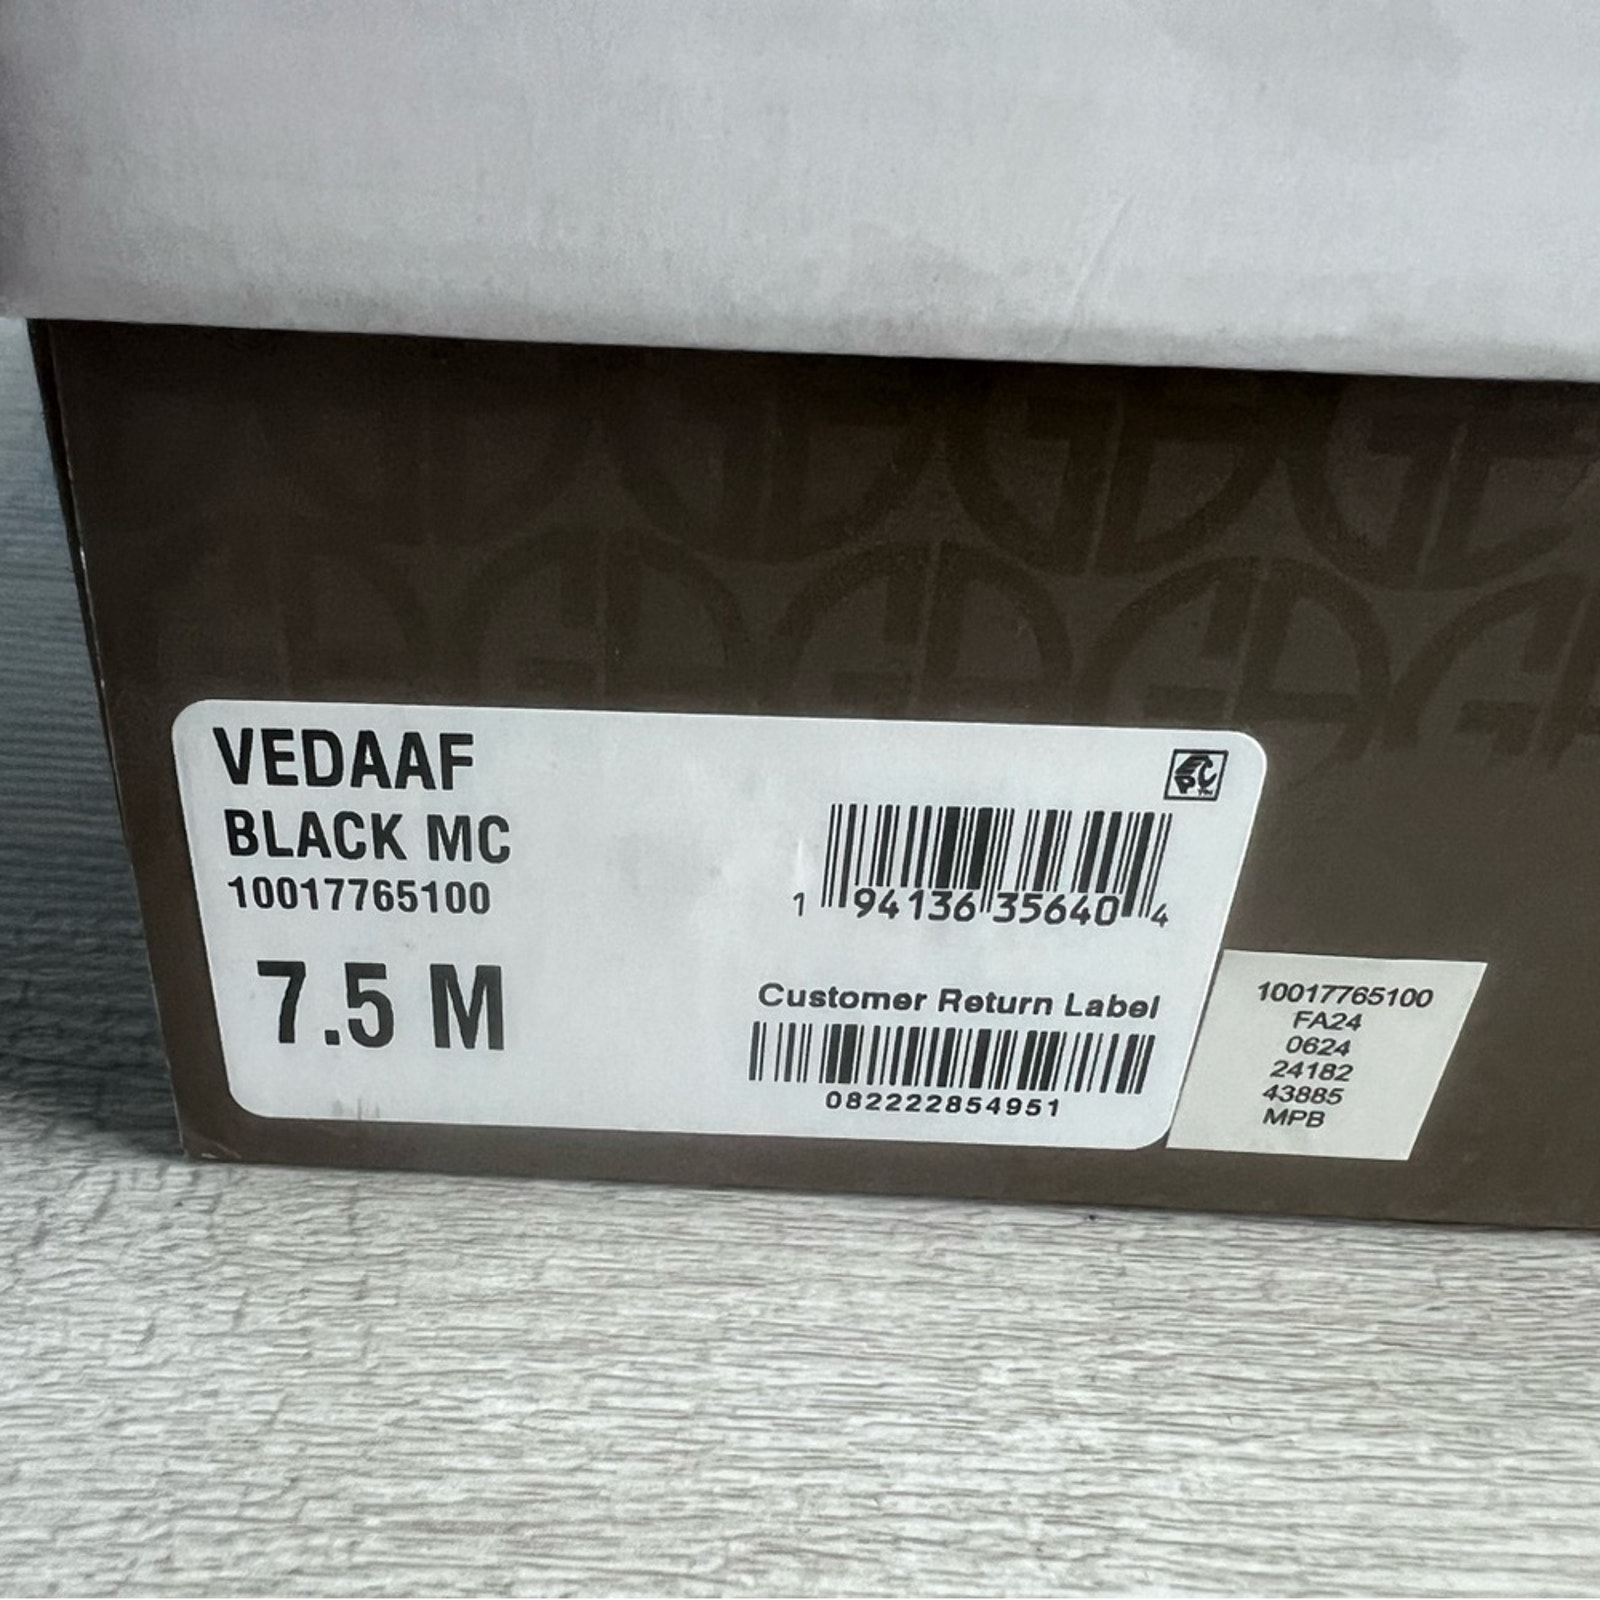 VEDAAF
BLACK MC
10017765100
7.5 M
1 94136 35640 4
Customer Return Label
082222854951
10017765100
FA24
0624
24182
43885
MPB